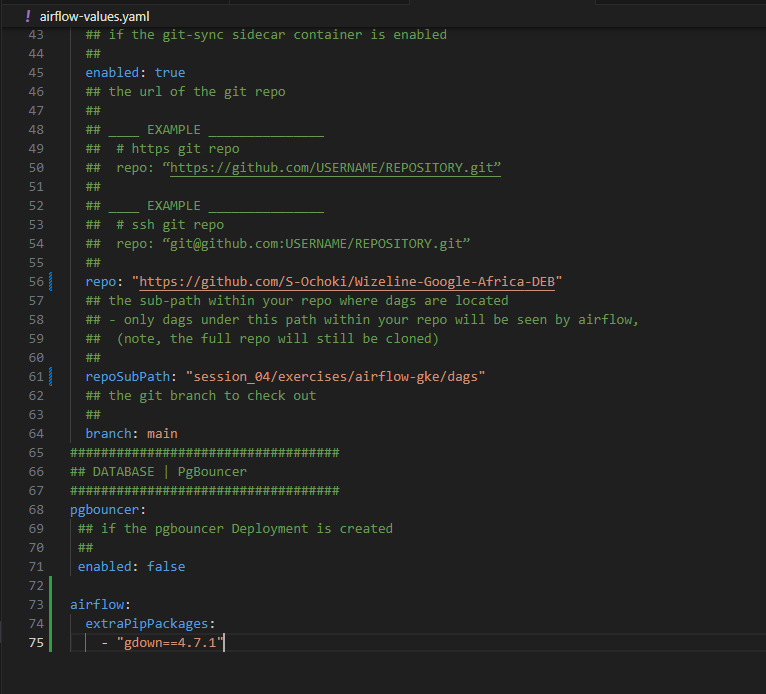 ! airflow-values.yaml
43 ## if the git-sync sidecar container is enabled
44 ##
45 enabled: true
46 ## the url of the git repo
47 ##
48 ## ____ EXAMPLE _______________
49 ##  # https git repo
50 ##  repo: “https://github.com/USERNAME/REPOSITORY.git”
51 ##
52 ## ____ EXAMPLE _______________
53 ##  # ssh git repo
54 ##  repo: “git@github.com:USERNAME/REPOSITORY.git”
55 ##
56 repo: "https://github.com/S-Ochoki/Wizeline-Google-Africa-DEB"
57 ## the sub-path within your repo where dags are located
58 ## - only dags under this path within your repo will be seen by airflow,
59 ##  (note, the full repo will still be cloned)
60 ##
61 repoSubPath: "session_04/exercises/airflow-gke/dags"
62 ## the git branch to check out
63 ##
64 branch: main
65 ###################################
66 ## DATABASE | PgBouncer
67 ###################################
68 pgbouncer:
69 ## if the pgbouncer Deployment is created
70 ##
71 enabled: false
72
73 airflow:
74 extraPipPackages:
75 - "gdown==4.7.1"